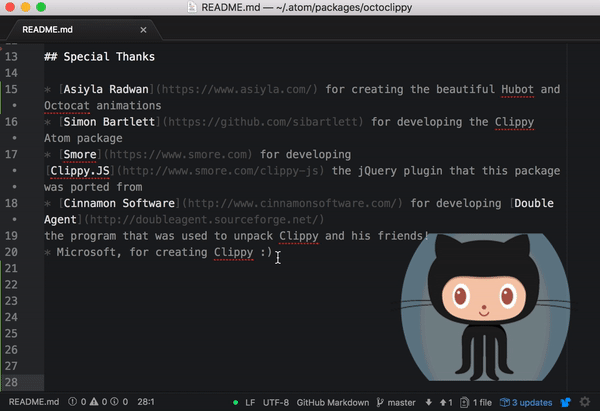 README.md — ~/.atom/packages/octoclippy
README.md
13 ## Special Thanks
14
15 * [Asiyla Radwan](https://www.asiyla.com/) for creating the beautiful Hubot and
• Octocat animations
16 * [Simon Bartlett](https://github.com/sibartlett) for developing the Clippy
• Atom package
17 * [Smore](https://www.smore.com) for developing
• [Clippy.JS](http://www.smore.com/clippy-js) the jQuery plugin that this package
• was ported from
18 * [Cinnamon Software](http://www.cinnamonsoftware.com/) for developing [Double
• Agent](http://doubleagent.sourceforge.net/)
19 the program that was used to unpack Clippy and his friends!
20 * Microsoft, for creating Clippy :)
21
22
23
24
25
26
27
28
README.md 0 0 0 28:1 LF UTF-8 GitHub Markdown master 1 1 file 3 updates